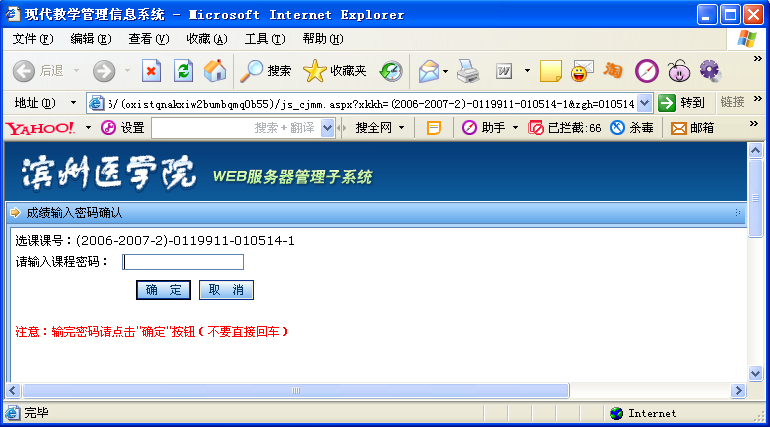 现代教学管理信息系统 - Microsoft Internet Explorer
文件(F) 编辑(E) 查看(V) 收藏(A) 工具(T) 帮助(H)
后退 搜索 收藏夹
地址(D) 5/(oxistqnakxiw2bumbqmq0b55)/js_cjmm.aspx?xkkh=(2006-2007-2)-0119911-010514-1&zgh=010514 转到 链接
YAHOO! 设置 搜索+翻译 搜全网 助手 已拦截:66 杀毒 邮箱
滨州医学院 WEB服务器管理子系统
成绩输入密码确认
选课课号：(2006-2007-2)-0119911-010514-1
请输入课程密码：
确 定 取 消
注意：输完密码请点击"确定"按钮（不要直接回车）
完毕 Internet